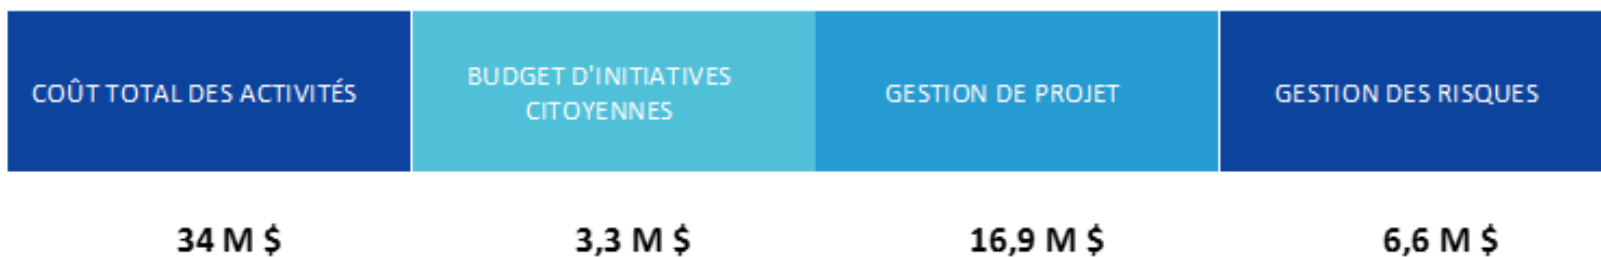 COÛT TOTAL DES ACTIVITÉS
BUDGET D'INITIATIVES
CITOYENNES
GESTION DE PROJET
GESTION DES RISQUES
34 M $
3,3 M $
16,9 M $
6,6 M $